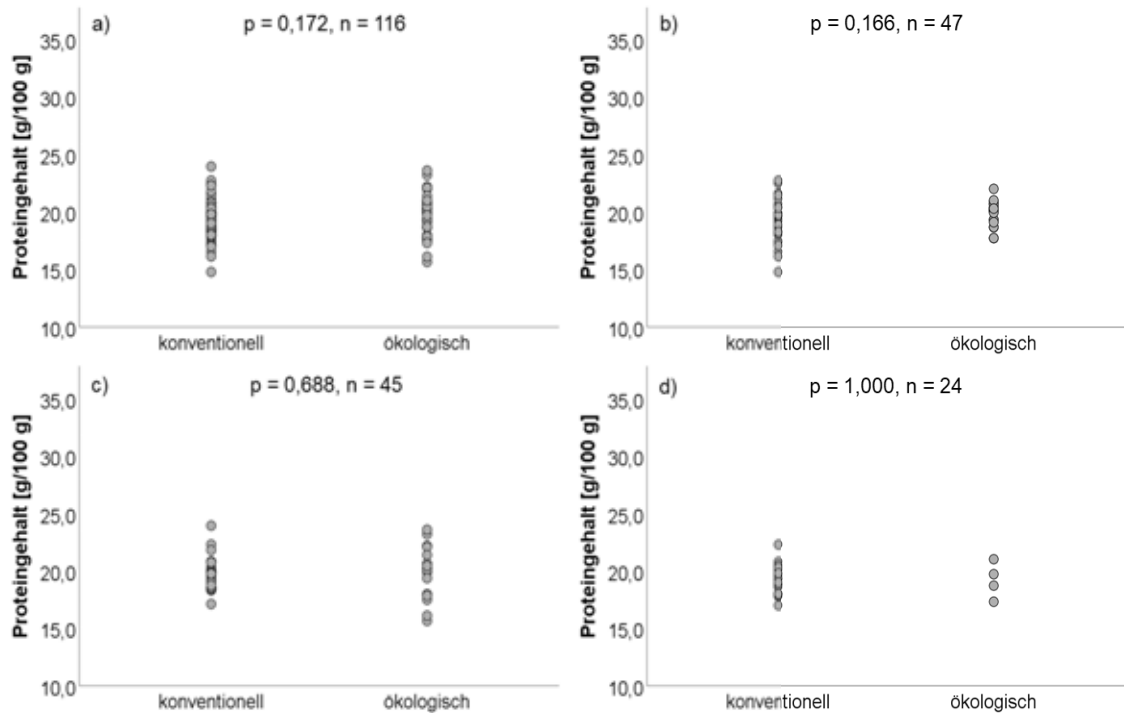 a) p = 0,172, n = 116
Proteingehalt [g/100 g]
35,0
30,0
25,0
20,0
15,0
10,0
konventionell ökologisch
b) p = 0,166, n = 47
Proteingehalt [g/100 g]
35,0
30,0
25,0
20,0
15,0
10,0
konventionell ökologisch
c) p = 0,688, n = 45
Proteingehalt [g/100 g]
35,0
30,0
25,0
20,0
15,0
10,0
konventionell ökologisch
d) p = 1,000, n = 24
Proteingehalt [g/100 g]
35,0
30,0
25,0
20,0
15,0
10,0
konventionell ökologisch